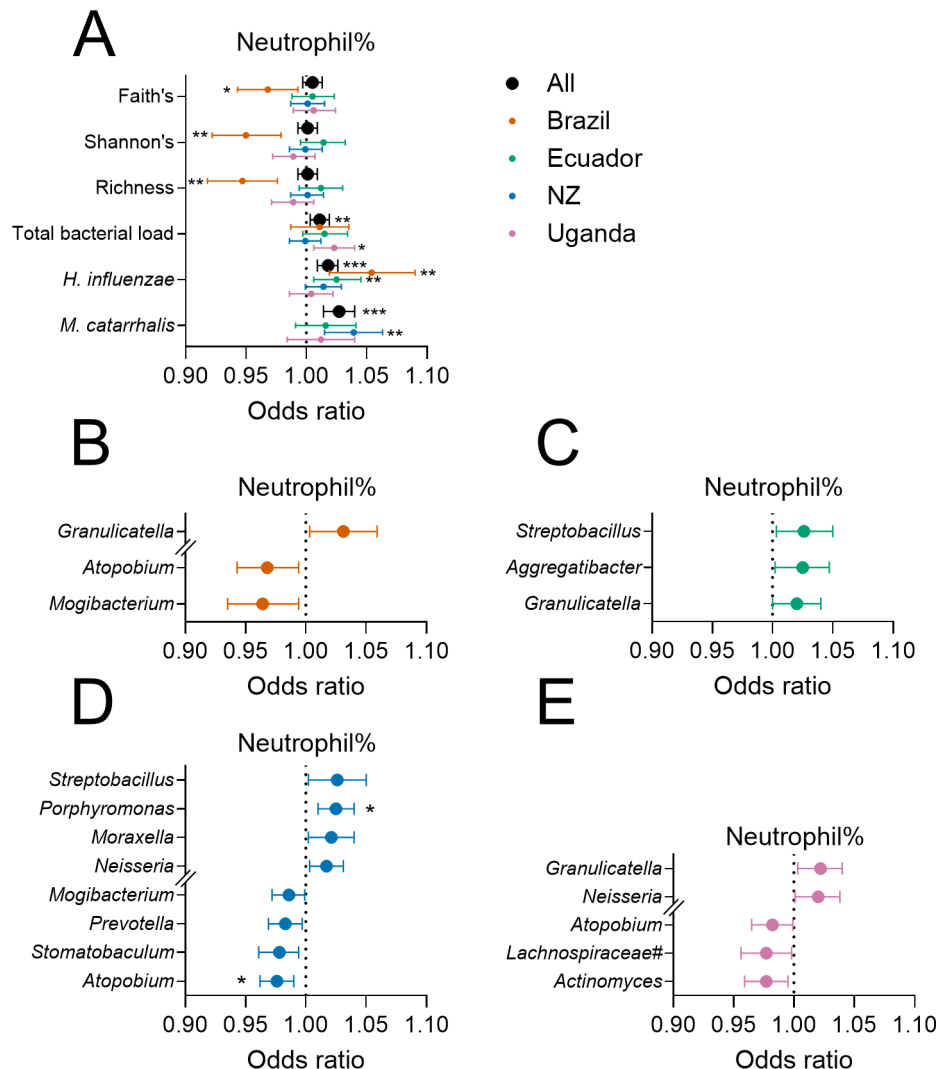 A
Neutrophil%
Faith's
*
Shannon's
**
Richness
**
Total bacterial load
**
*
H. influenzae
***
**
**
M. catarrhalis
***
**
0.90 0.95 1.00 1.05 1.10
Odds ratio
All
Brazil
Ecuador
NZ
Uganda
B
Neutrophil%
Granulicatella
Atopobium
Mogibacterium
0.90 0.95 1.00 1.05 1.10
Odds ratio
C
Neutrophil%
Streptobacillus
Aggregatibacter
Granulicatella
0.90 0.95 1.00 1.05 1.10
Odds ratio
D
Neutrophil%
Streptobacillus
Porphyromonas *
Moraxella
Neisseria
Mogibacterium
Prevotella
Stomatobaculum
Atopobium *
0.90 0.95 1.00 1.05 1.10
Odds ratio
E
Neutrophil%
Granulicatella
Neisseria
Atopobium
Lachnospiraceae#
Actinomyces
0.90 0.95 1.00 1.05 1.10
Odds ratio